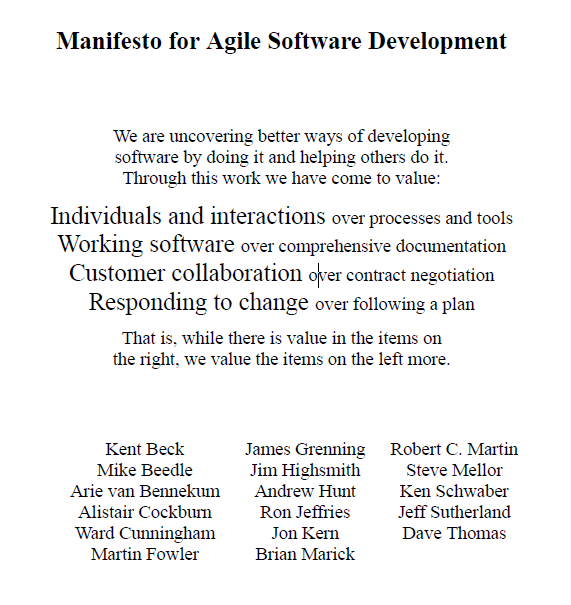 Manifesto for Agile Software Development
We are uncovering better ways of developing
software by doing it and helping others do it.
Through this work we have come to value:
Individuals and interactions over processes and tools
Working software over comprehensive documentation
Customer collaboration over contract negotiation
Responding to change over following a plan
That is, while there is value in the items on
the right, we value the items on the left more.
Kent Beck
Mike Beedle
Arie van Bennekum
Alistair Cockburn
Ward Cunningham
Martin Fowler
James Grenning
Jim Highsmith
Andrew Hunt
Ron Jeffries
Jon Kern
Brian Marick
Robert C. Martin
Steve Mellor
Ken Schwaber
Jeff Sutherland
Dave Thomas